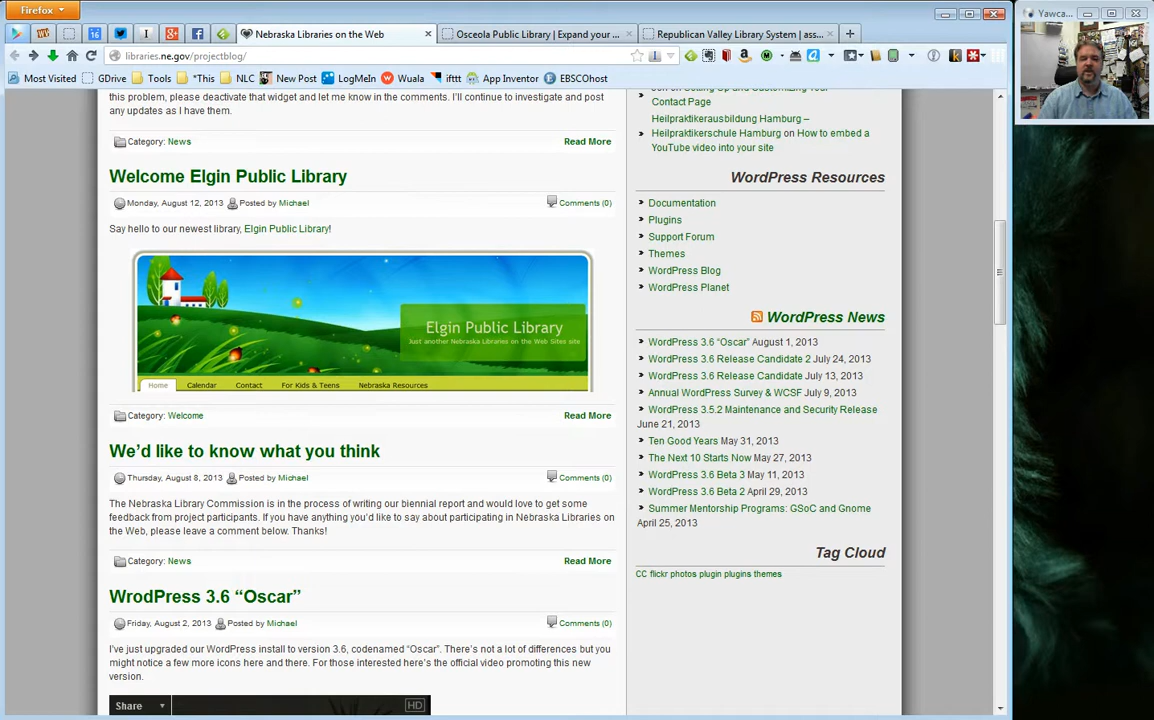 Firefox
Yawca...
Nebraska Libraries on the Web
Osceola Public Library | Expand your ...
Republican Valley Library System | ass...
libraries.ne.gov/projectblog/
Most Visited GDrive Tools *This NLC New Post LogMeIn Wuala ifttt App Inventor EBSCOhost
this problem, please deactivate that widget and let me know in the comments. I'll continue to investigate and post
any updates as I have them.
Category: News
Read More
Welcome Elgin Public Library
Monday, August 12, 2013 Posted by Michael
Comments (0)
Say hello to our newest library, Elgin Public Library!
Elgin Public Library
Just another Nebraska Libraries on the Web Sites site
Home Calendar Contact For Kids & Teens Nebraska Resources
Category: Welcome
Read More
We'd like to know what you think
Thursday, August 8, 2013 Posted by Michael
Comments (0)
The Nebraska Library Commission is in the process of writing our biennial report and would love to get some
feedback from project participants. If you have anything you'd like to say about participating in Nebraska Libraries on
the Web, please leave a comment below. Thanks!
Category: News
Read More
WrodPress 3.6 “Oscar”
Friday, August 2, 2013 Posted by Michael
Comments (0)
I've just upgraded our WordPress install to version 3.6, codenamed “Oscar”. There's not a lot of differences but you
might notice a few more icons here and there. For those interested here's the official video promoting this new
version.
Share
HD
Contact Page
Heilpraktikerausbildung Hamburg –
Heilpraktikerschule Hamburg on How to embed a
YouTube video into your site
WordPress Resources
Documentation
Plugins
Support Forum
Themes
WordPress Blog
WordPress Planet
WordPress News
WordPress 3.6 “Oscar” August 1, 2013
WordPress 3.6 Release Candidate 2 July 24, 2013
WordPress 3.6 Release Candidate July 13, 2013
Annual WordPress Survey & WCSF July 9, 2013
WordPress 3.5.2 Maintenance and Security Release
June 21, 2013
Ten Good Years May 31, 2013
The Next 10 Starts Now May 27, 2013
WordPress 3.6 Beta 3 May 11, 2013
WordPress 3.6 Beta 2 April 29, 2013
Summer Mentorship Programs: GSoC and Gnome
April 25, 2013
Tag Cloud
CC flickr photos plugin plugins themes